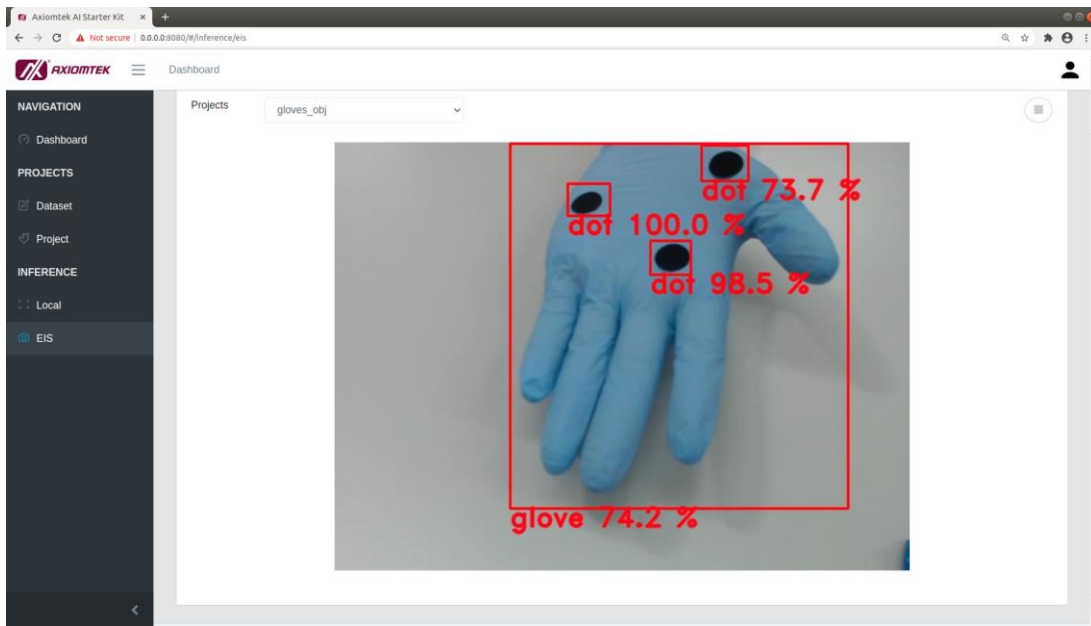 Axiomtek AI Starter Kit
Not secure | 0.0.0.0:8080/#/inference/eis
AXIOMTEK
Dashboard
NAVIGATION
Dashboard
PROJECTS
Dataset
Project
INFERENCE
Local
EIS
Projects
gloves_obj
dot 73.7 %
dot 100.0 %
dot 98.5 %
glove 74.2 %